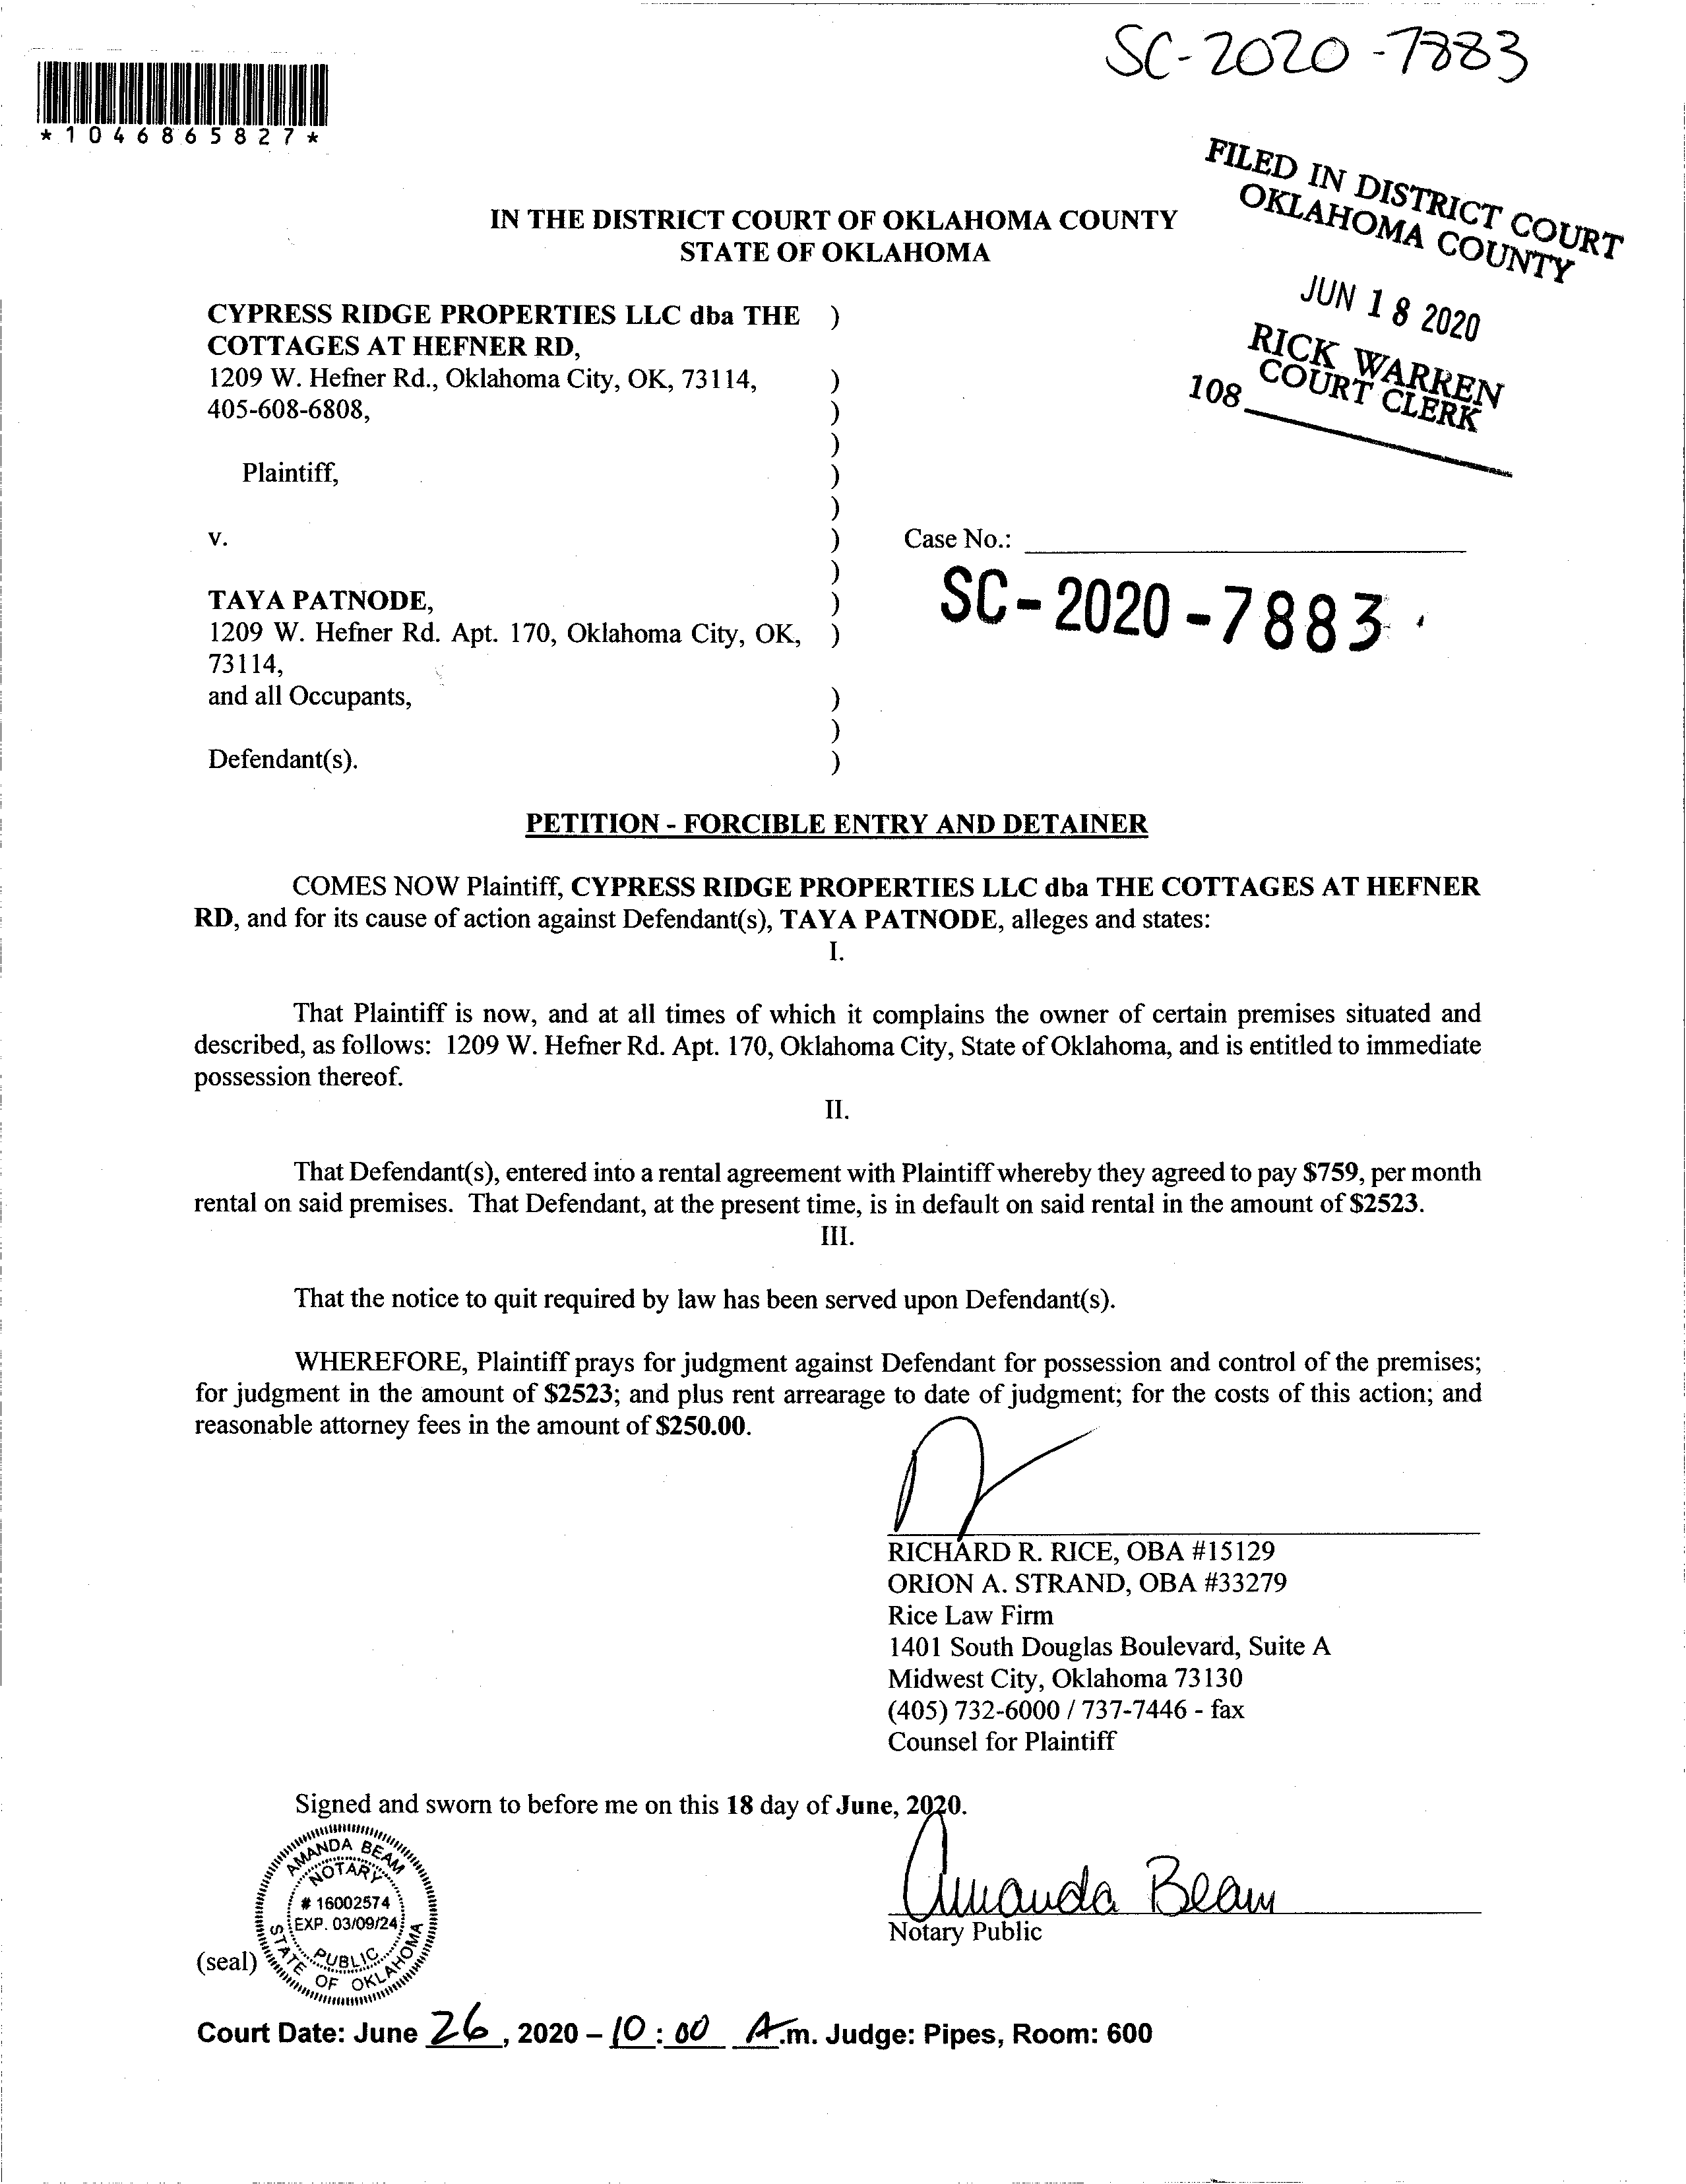 SC-2020-7883
*1046865827*
FILED IN DISTRICT COURT
OKLAHOMA COUNTY
JUN 18 2020
RICK WARREN
COURT CLERK
108
IN THE DISTRICT COURT OF OKLAHOMA COUNTY
STATE OF OKLAHOMA
CYPRESS RIDGE PROPERTIES LLC dba THE )
COTTAGES AT HEFNER RD,
1209 W. Hefner Rd., Oklahoma City, OK, 73114, )
405-608-6808, )
)
Plaintiff, )
)
v. ) Case No.:
)
SC-2020-7883
TAYA PATNODE, )
1209 W. Hefner Rd. Apt. 170, Oklahoma City, OK, )
73114,
and all Occupants, )
)
Defendant(s). )
PETITION - FORCIBLE ENTRY AND DETAINER
COMES NOW Plaintiff, CYPRESS RIDGE PROPERTIES LLC dba THE COTTAGES AT HEFNER
RD, and for its cause of action against Defendant(s), TAYA PATNODE, alleges and states:
I.
That Plaintiff is now, and at all times of which it complains the owner of certain premises situated and
described, as follows: 1209 W. Hefner Rd. Apt. 170, Oklahoma City, State of Oklahoma, and is entitled to immediate
possession thereof.
II.
That Defendant(s), entered into a rental agreement with Plaintiff whereby they agreed to pay $759, per month
rental on said premises. That Defendant, at the present time, is in default on said rental in the amount of $2523.
III.
That the notice to quit required by law has been served upon Defendant(s).
WHEREFORE, Plaintiff prays for judgment against Defendant for possession and control of the premises;
for judgment in the amount of $2523; and plus rent arrearage to date of judgment; for the costs of this action; and
reasonable attorney fees in the amount of $250.00.
RICHARD R. RICE, OBA #15129
ORION A. STRAND, OBA #33279
Rice Law Firm
1401 South Douglas Boulevard, Suite A
Midwest City, Oklahoma 73130
(405) 732-6000 / 737-7446 - fax
Counsel for Plaintiff
Signed and sworn to before me on this 18 day of June, 2020.
Amanda Beam
Notary Public
AMANDA BEAM
NOTARY
# 16002574
EXP. 03/09/24
PUBLIC
STATE OF OKLAHOMA
(seal)
Court Date: June 26, 2020 – 10:00 A.m. Judge: Pipes, Room: 600